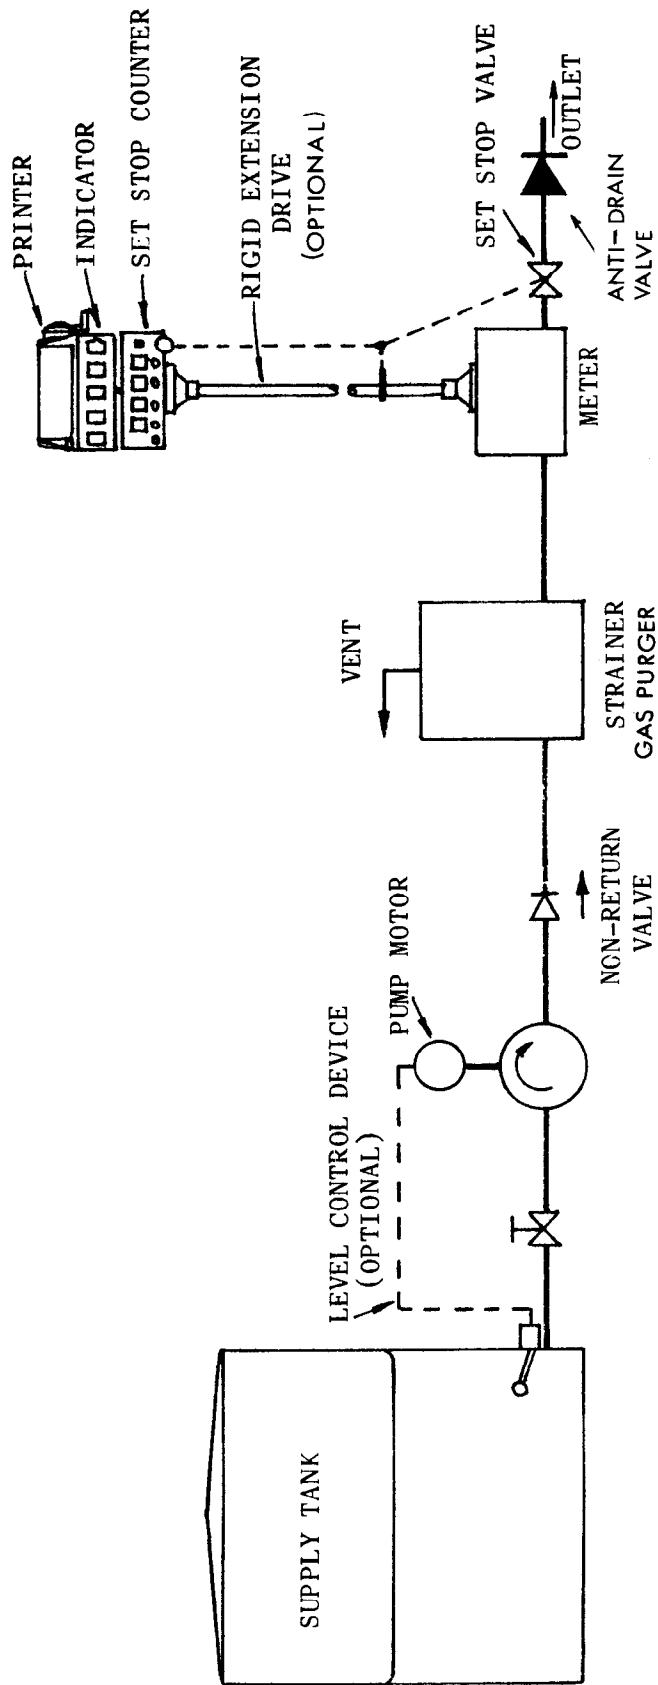 SUPPLY TANK
LEVEL CONTROL DEVICE
(OPTIONAL)
PUMP MOTOR
NON-RETURN
VALVE
VENT
STRAINER
GAS PURGER
PRINTER
INDICATOR
SET STOP COUNTER
RIGID EXTENSION
DRIVE
(OPTIONAL)
METER
SET STOP VALVE
ANTI-DRAIN
VALVE
OUTLET